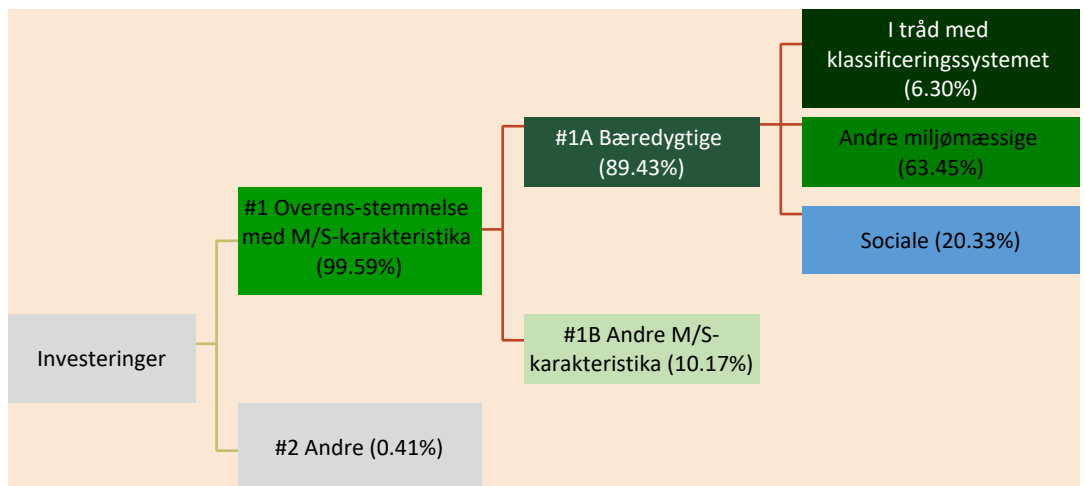 Investeringer
#1 Overens-stemmelse
med M/S-karakteristika
(99.59%)
#2 Andre (0.41%)
#1A Bæredygtige
(89.43%)
#1B Andre M/S-
karakteristika (10.17%)
I tråd med
klassificeringssystemet
(6.30%)
Andre miljømæssige
(63.45%)
Sociale (20.33%)